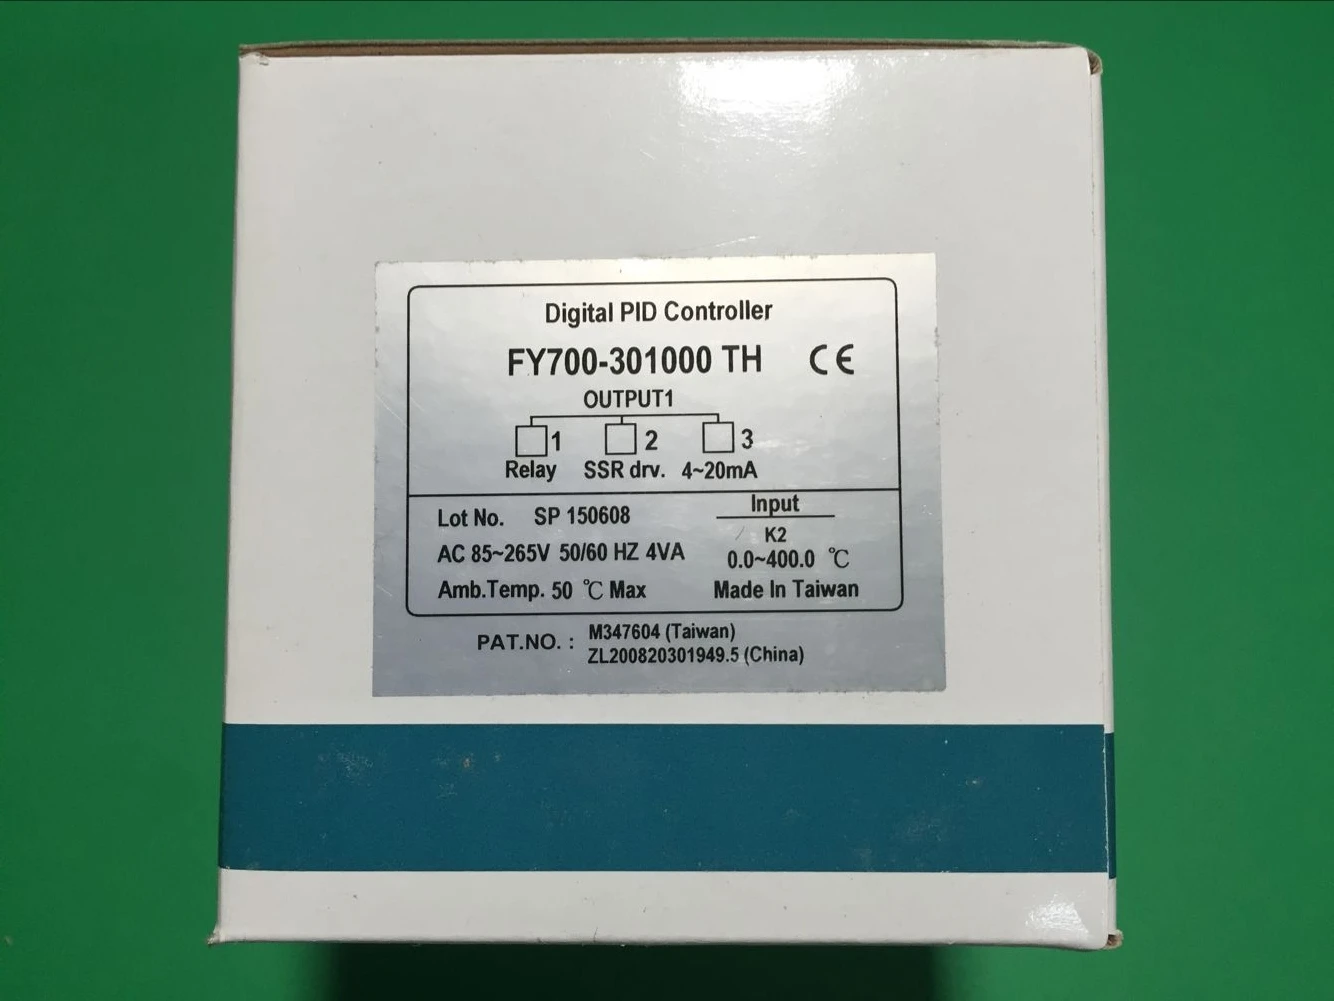 Digital PID Controller
FY700-301000 TH CE
OUTPUT1
1 2 3
Relay SSR drv. 4~20mA
Lot No. SP 150608
Input
K2
AC 85~265V 50/60 HZ 4VA
0.0~400.0 ℃
Amb.Temp. 50 ℃ Max
Made In Taiwan
PAT.NO. : M347604 (Taiwan)
ZL200820301949.5 (China)